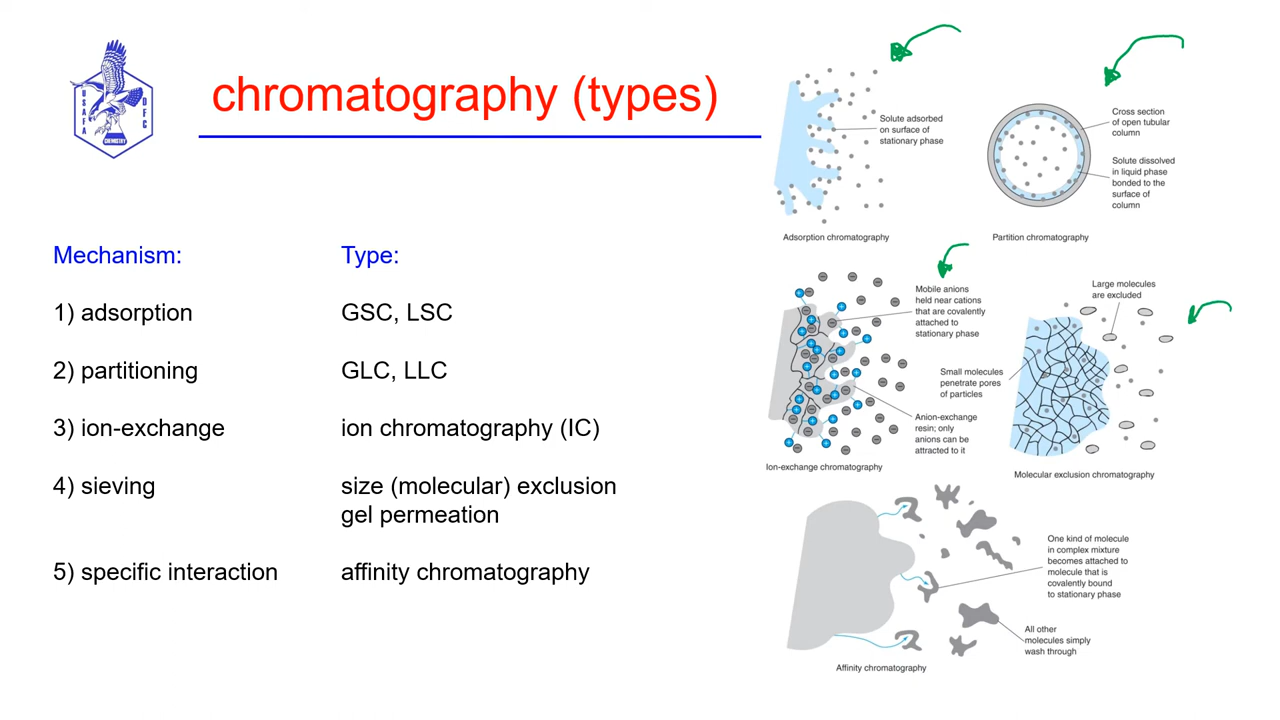 USAFA
DFC
CHEMISTRY
chromatography (types)
Mechanism: Type:
1) adsorption GSC, LSC
2) partitioning GLC, LLC
3) ion-exchange ion chromatography (IC)
4) sieving size (molecular) exclusion
gel permeation
5) specific interaction affinity chromatography
Solute adsorbed
on surface of
stationary phase
Adsorption chromatography
Cross section
of open tubular
column
Solute dissolved
in liquid phase
bonded to the
surface of
column
Partition chromatography
Mobile anions
held near cations
that are covalently
attached to
stationary phase
Anion-exchange
resin; only
anions can be
attracted to it
Ion-exchange chromatography
Large molecules
are excluded
Small molecules
penetrate pores
of particles
Molecular exclusion chromatography
One kind of molecule
in complex mixture
becomes attached to
molecule that is
covalently bound
to stationary phase
All other
molecules simply
wash through
Affinity chromatography